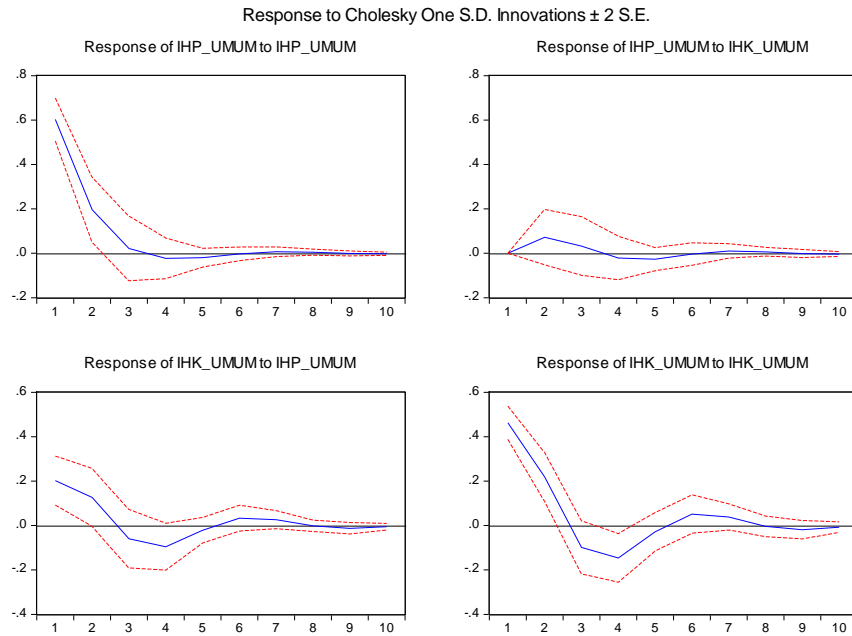 Response to Cholesky One S.D. Innovations ± 2 S.E.
Response of IHP_UMUM to IHP_UMUM
.8
.6
.4
.2
.0
-.2
1 2 3 4 5 6 7 8 9 10
Response of IHP_UMUM to IHK_UMUM
.8
.6
.4
.2
.0
-.2
1 2 3 4 5 6 7 8 9 10
Response of IHK_UMUM to IHP_UMUM
.6
.4
.2
.0
-.2
-.4
1 2 3 4 5 6 7 8 9 10
Response of IHK_UMUM to IHK_UMUM
.6
.4
.2
.0
-.2
-.4
1 2 3 4 5 6 7 8 9 10